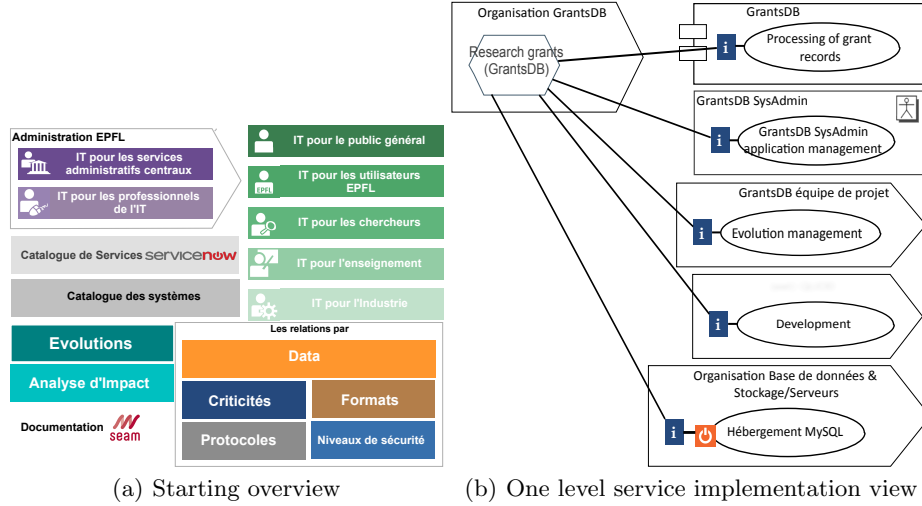 Administration EPFL
IT pour les services
administratifs centraux
IT pour les professionnels
de l'IT
IT pour le public général
EPFL
IT pour les utilisateurs
EPFL
IT pour les chercheurs
IT pour l'enseignement
IT pour l'Industrie
Catalogue de Services servicenow
Catalogue des systèmes
Evolutions
Analyse d'Impact
Documentation seam
Les relations par
Data
Criticités
Formats
Protocoles
Niveaux de sécurité
(a) Starting overview
Organisation GrantsDB
Research grants
(GrantsDB)
GrantsDB
i
Processing of grant
records
GrantsDB SysAdmin
i
GrantsDB SysAdmin
application management
GrantsDB équipe de projet
i
Evolution management
i
Development
Organisation Base de données &
Stockage/Serveurs
i
Hébergement MySQL
(b) One level service implementation view